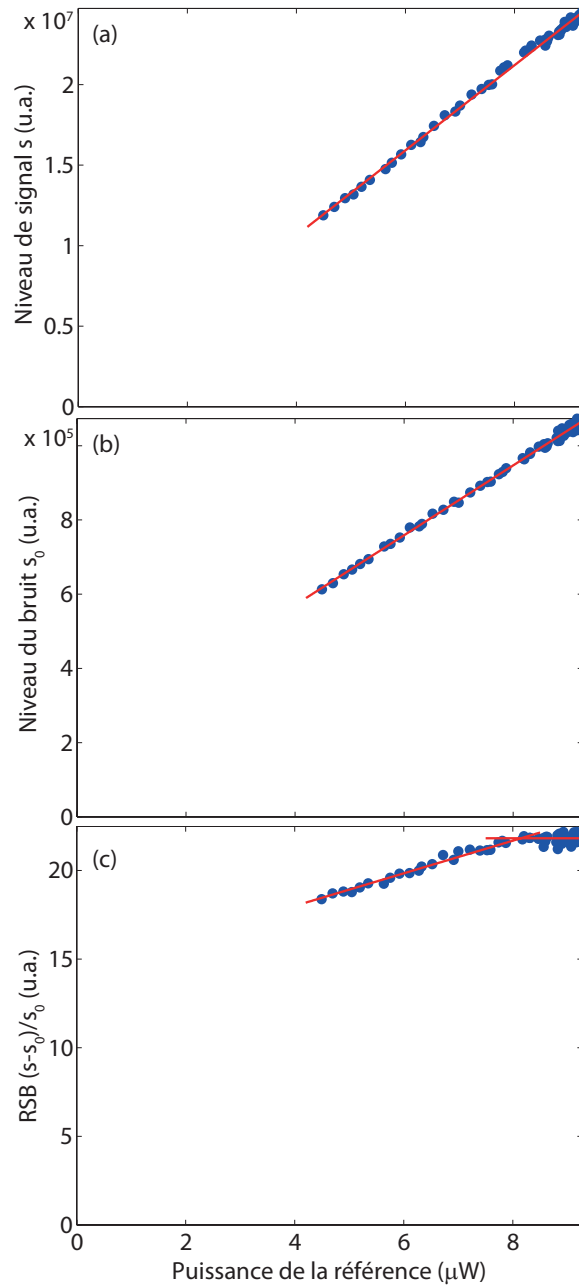 x 10⁷
(a)
2
1.5
1
0.5
0
Niveau de signal s (u.a.)
x 10⁵
(b)
8
6
4
2
0
Niveau du bruit s₀ (u.a.)
(c)
20
15
10
5
0
RSB (s-s₀)/s₀ (u.a.)
0 2 4 6 8
Puissance de la référence (μW)